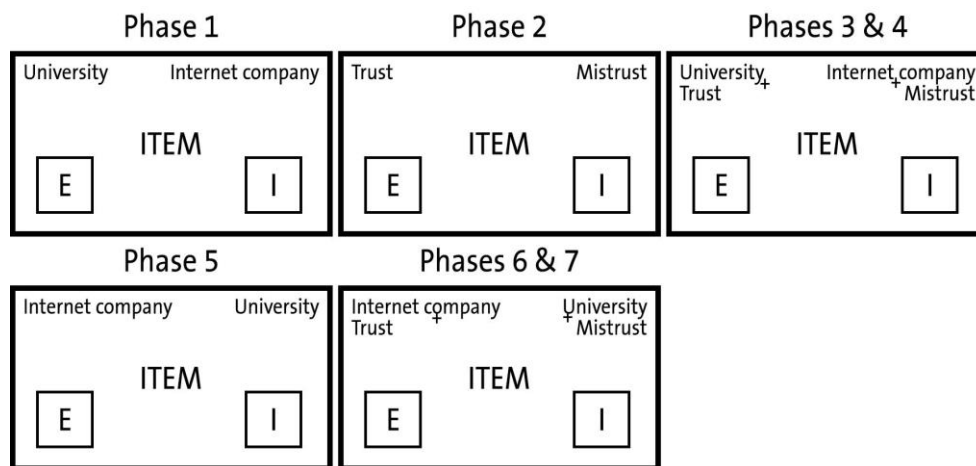 Phase 1
University Internet company
ITEM
E I
Phase 2
Trust Mistrust
ITEM
E I
Phases 3 & 4
University Internet company
+ +
Trust Mistrust
ITEM
E I
Phase 5
Internet company University
ITEM
E I
Phases 6 & 7
Internet company University
+ +
Trust Mistrust
ITEM
E I